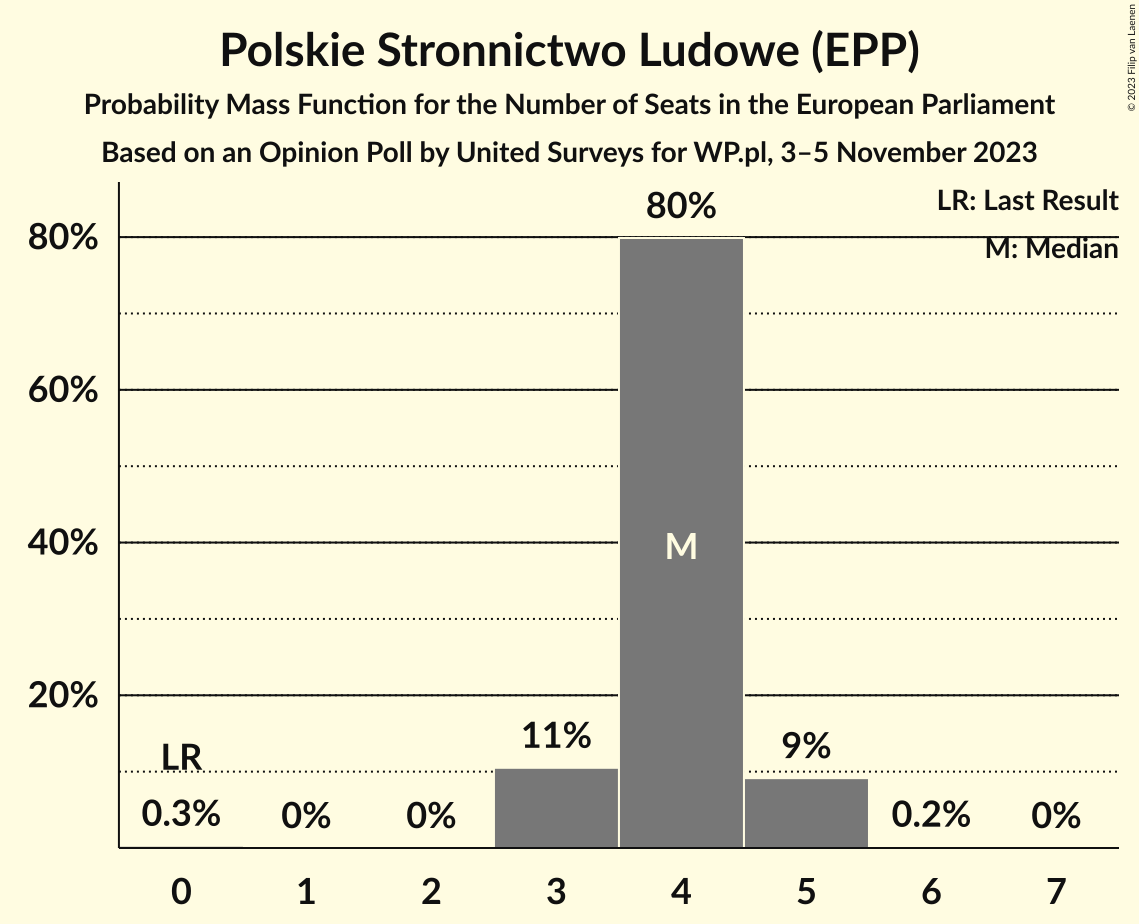 Polskie Stronnictwo Ludowe (EPP)
Probability Mass Function for the Number of Seats in the European Parliament
Based on an Opinion Poll by United Surveys for WP.pl, 3–5 November 2023
© 2023 Filip van Laenen
LR: Last Result
M: Median
80%
60%
40%
20%
LR
0.3%
0%
0%
11%
80%
M
9%
0.2%
0%
0 1 2 3 4 5 6 7